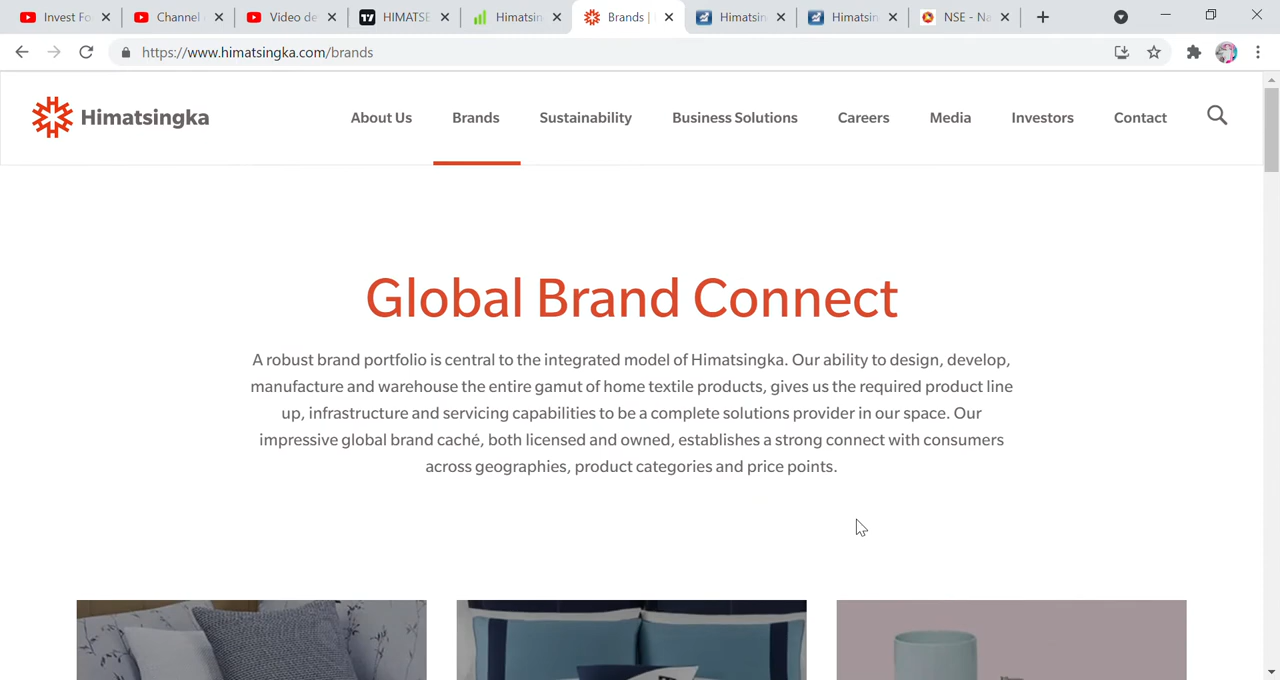 Invest Fo
Channel
Video de
HIMATSE
Himatsin
Brands |
Himatsin
Himatsin
NSE - Na
https://www.himatsingka.com/brands
Himatsingka
About Us
Brands
Sustainability
Business Solutions
Careers
Media
Investors
Contact
Global Brand Connect
A robust brand portfolio is central to the integrated model of Himatsingka. Our ability to design, develop,
manufacture and warehouse the entire gamut of home textile products, gives us the required product line
up, infrastructure and servicing capabilities to be a complete solutions provider in our space. Our
impressive global brand caché, both licensed and owned, establishes a strong connect with consumers
across geographies, product categories and price points.